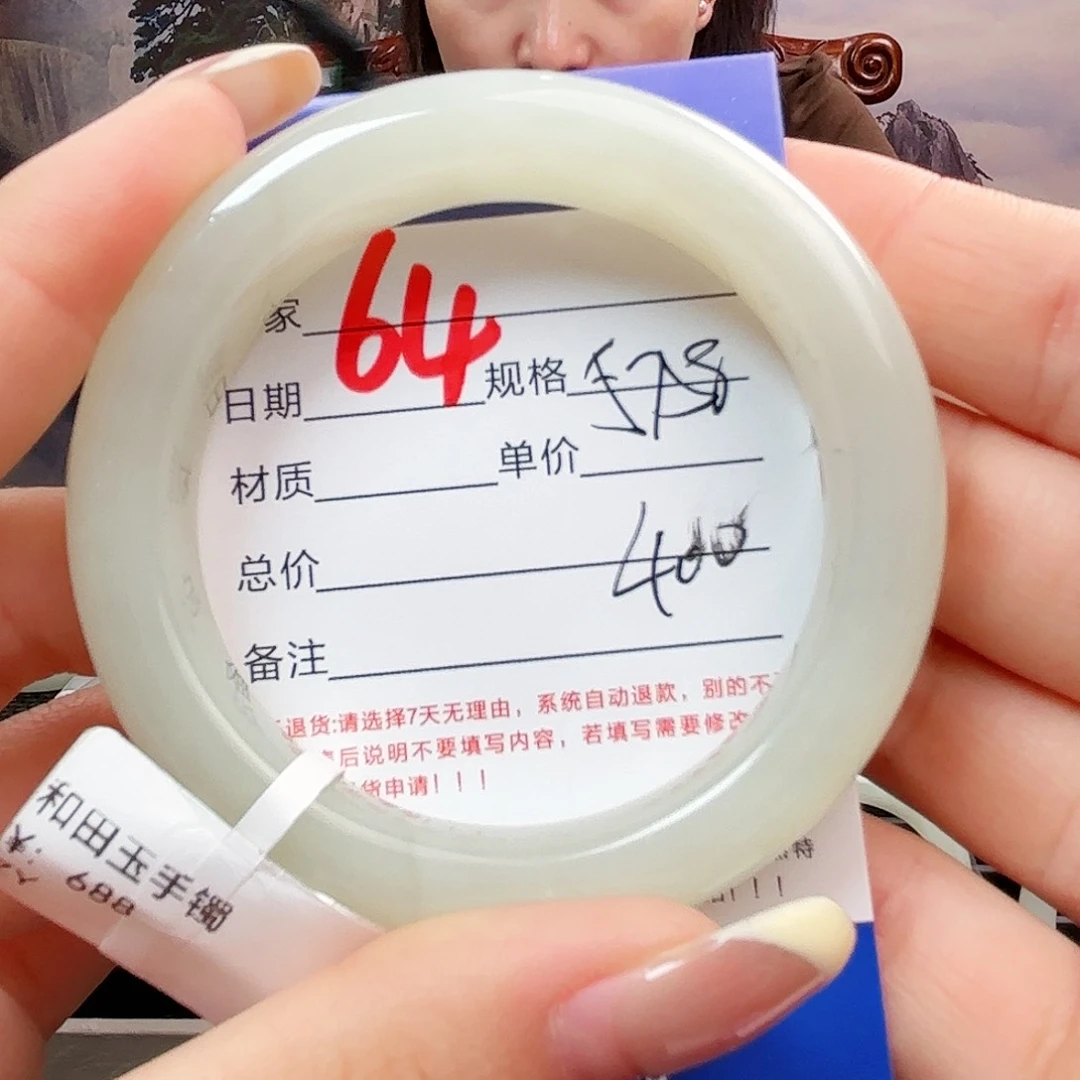 64
家
日期 规格
材质 单价
总价 400
备注
退货:请选择7天无理由，系统自动退款，别的不
后说明不要填写内容，若填写需要修改
货申请！！！
和田玉手镯
688